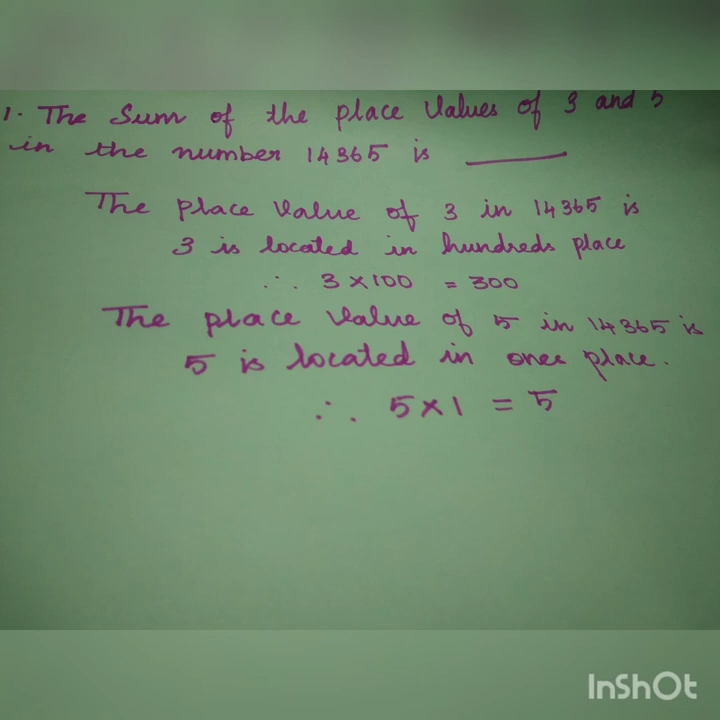 1. The Sum of the place values of 3 and 5
in the number 14365 is ______
The place value of 3 in 14365 is
3 is located in hundreds place
∴ 3 × 100 = 300
The place value of 5 in 14365 is
5 is located in ones place.
∴ 5 × 1 = 5
InShOt